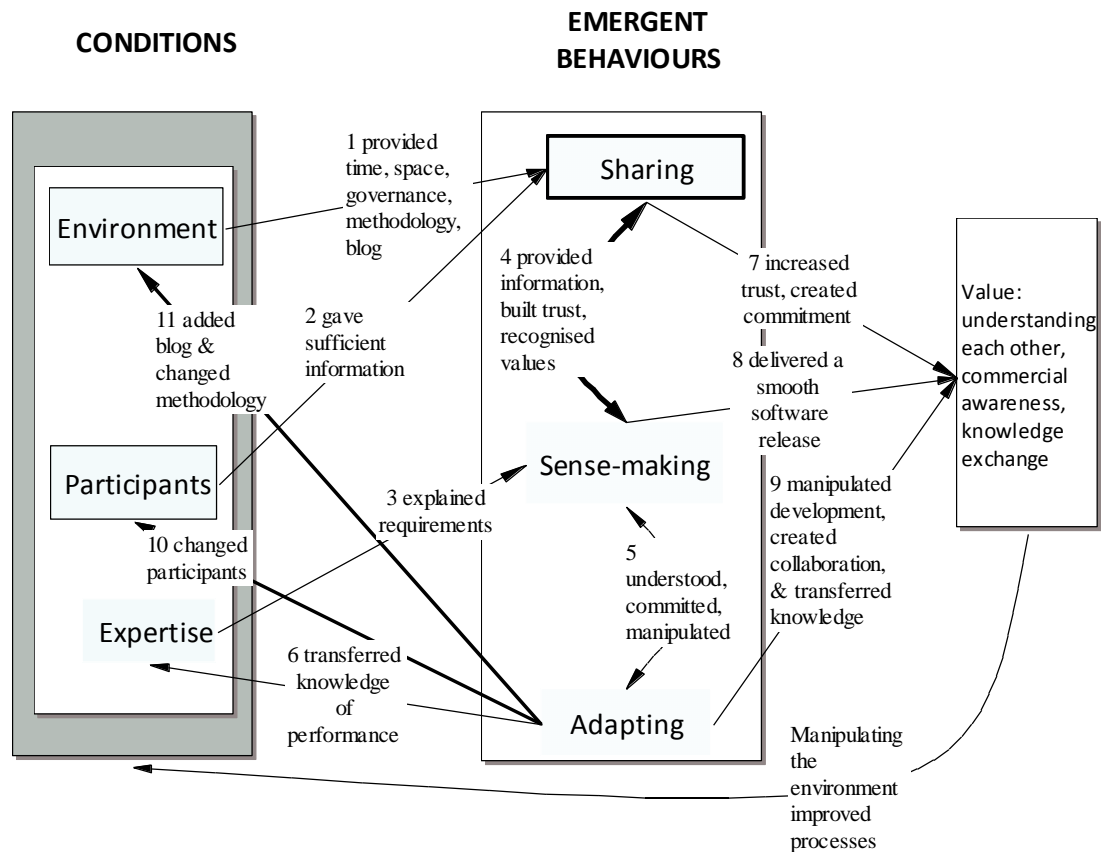 CONDITIONS
EMERGENT
BEHAVIOURS
Environment
Participants
Expertise
1 provided
time, space,
governance,
methodology,
blog
2 gave
sufficient
information
11 added
blog &
changed
methodology
3 explained
requirements
10 changed
participants
6 transferred
knowledge
of
performance
Sharing
4 provided
information,
built trust,
recognised
values
Sense-making
5
understood,
committed,
manipulated
Adapting
7 increased
trust, created
commitment
8 delivered a
smooth
software
release
9 manipulated
development,
created
collaboration,
& transferred
knowledge
Value:
understanding
each other,
commercial
awareness,
knowledge
exchange
Manipulating
the
environment
improved
processes